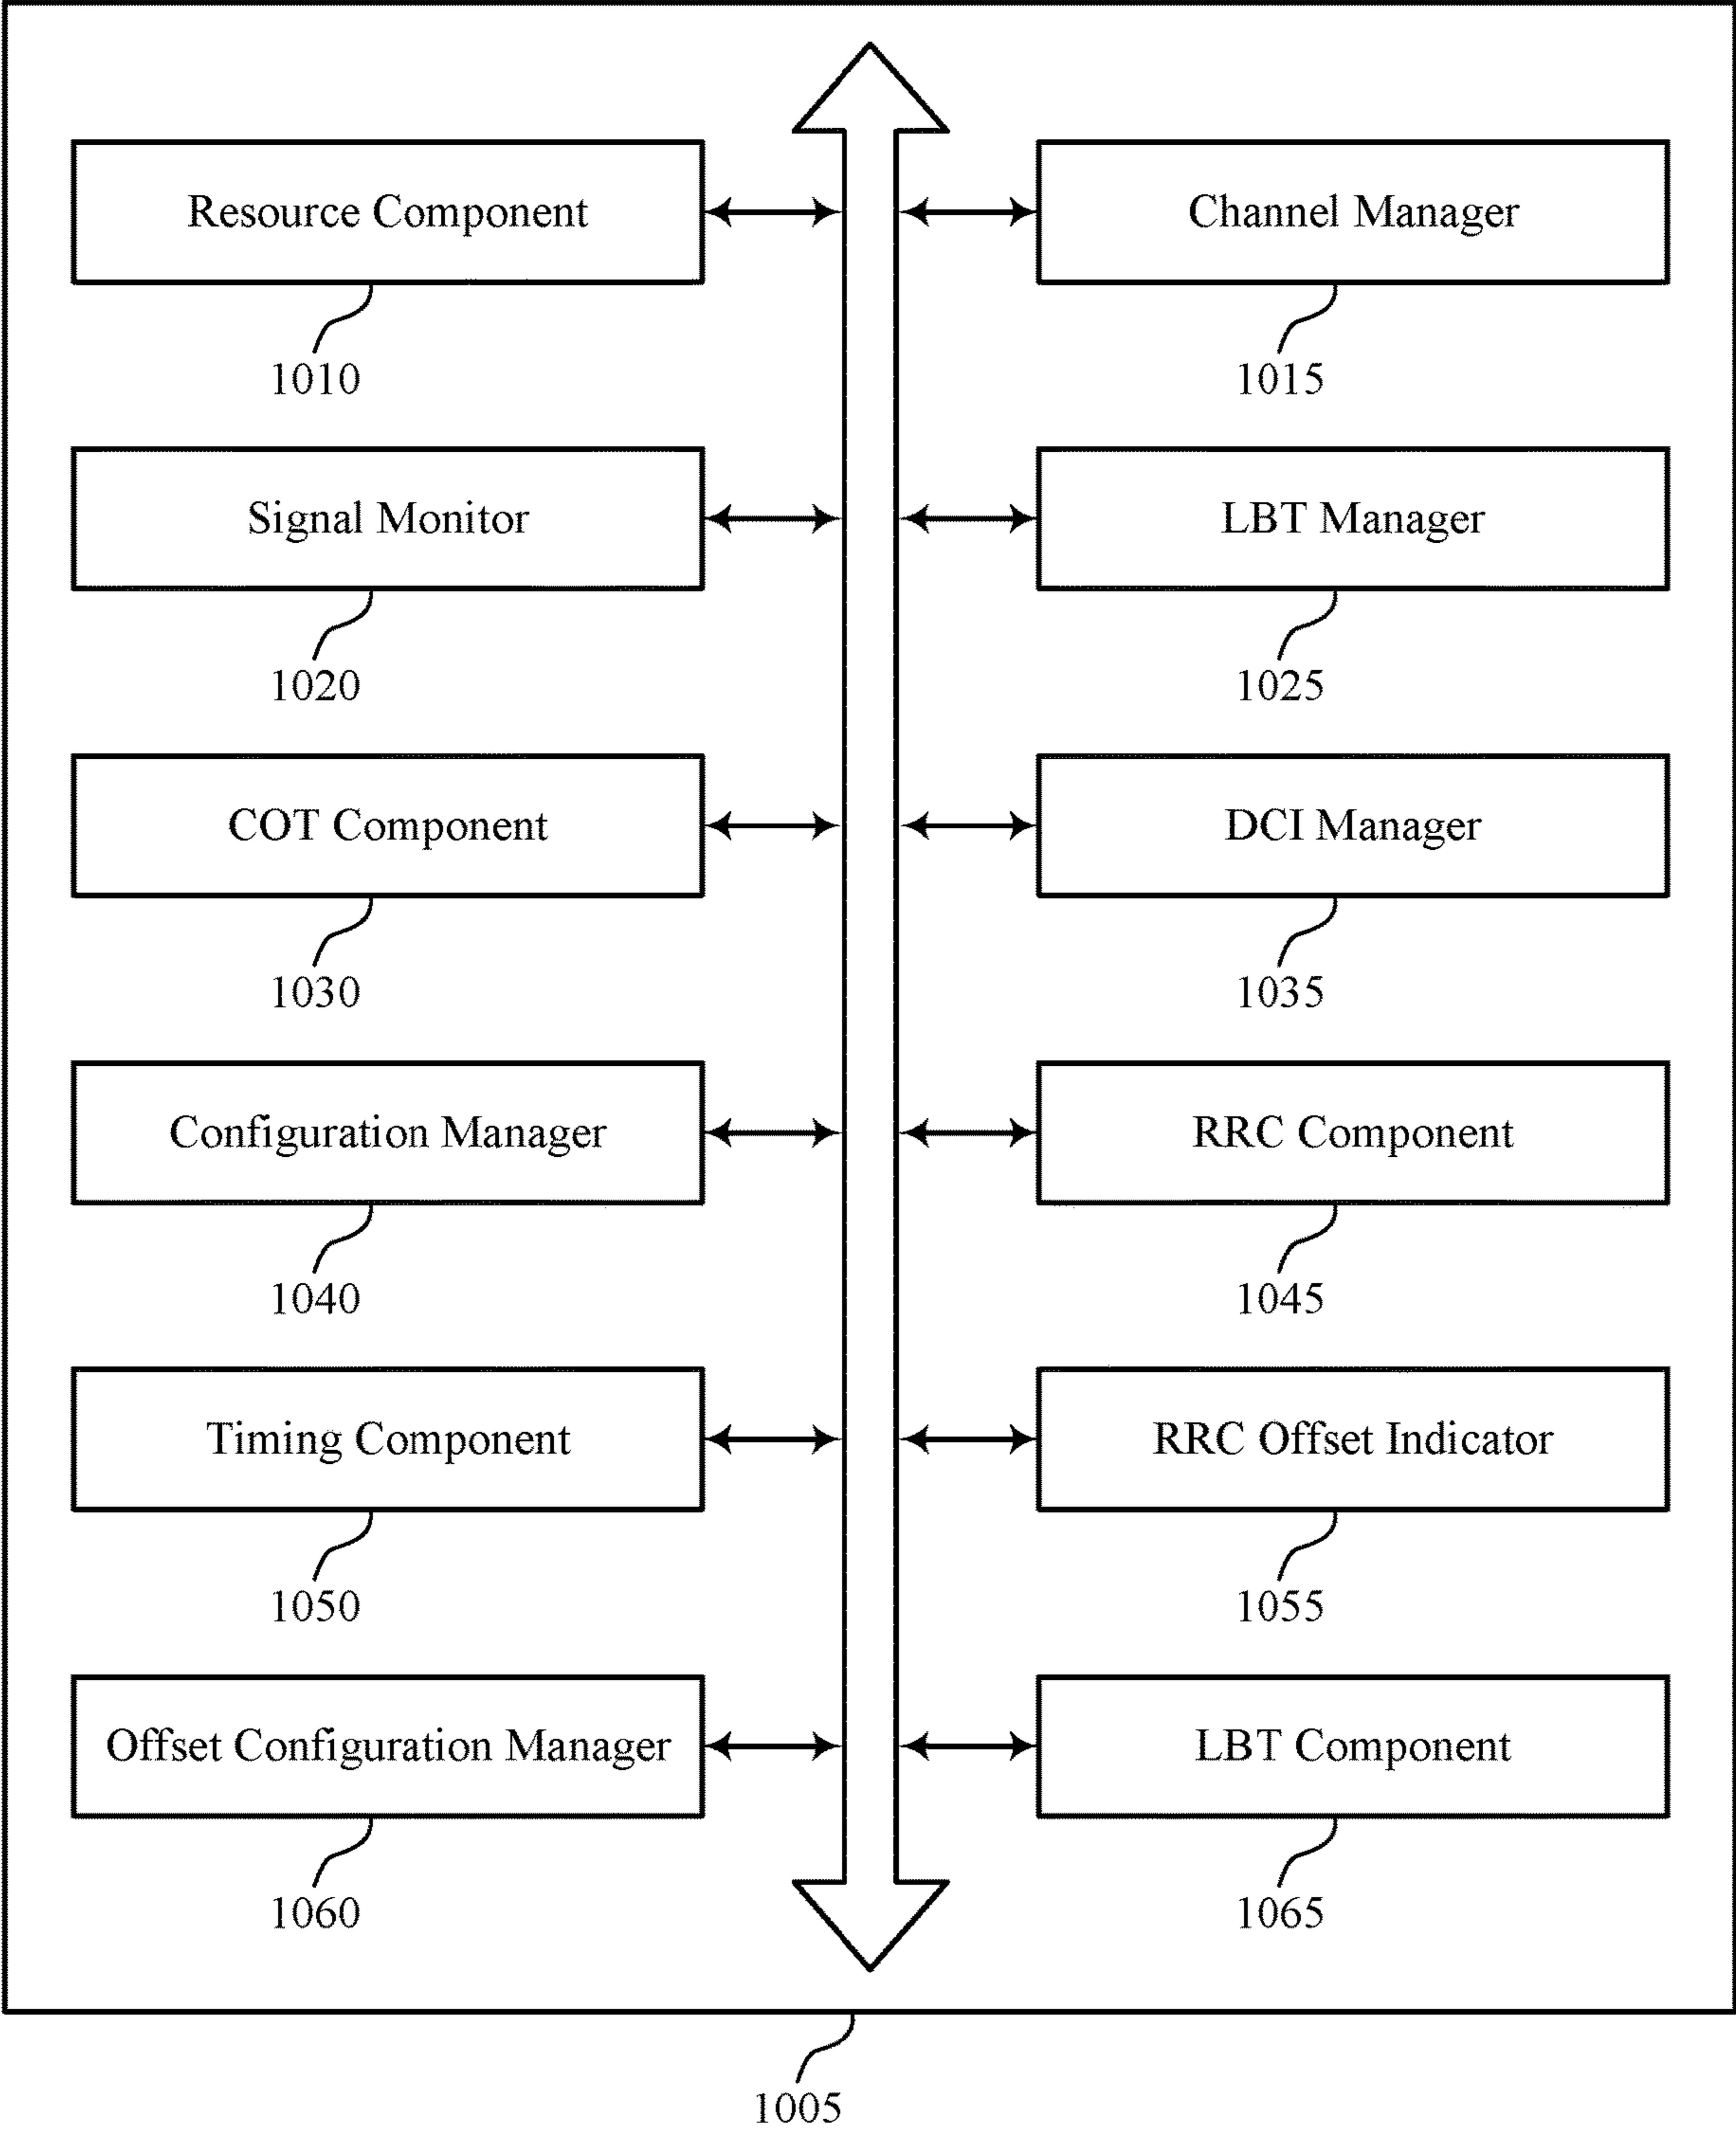 Resource Component
Channel Manager
1010
1015
Signal Monitor
LBT Manager
1020
1025
COT Component
DCI Manager
1030
1035
Configuration Manager
RRC Component
1040
1045
Timing Component
RRC Offset Indicator
1050
1055
Offset Configuration Manager
LBT Component
1060
1065
1005